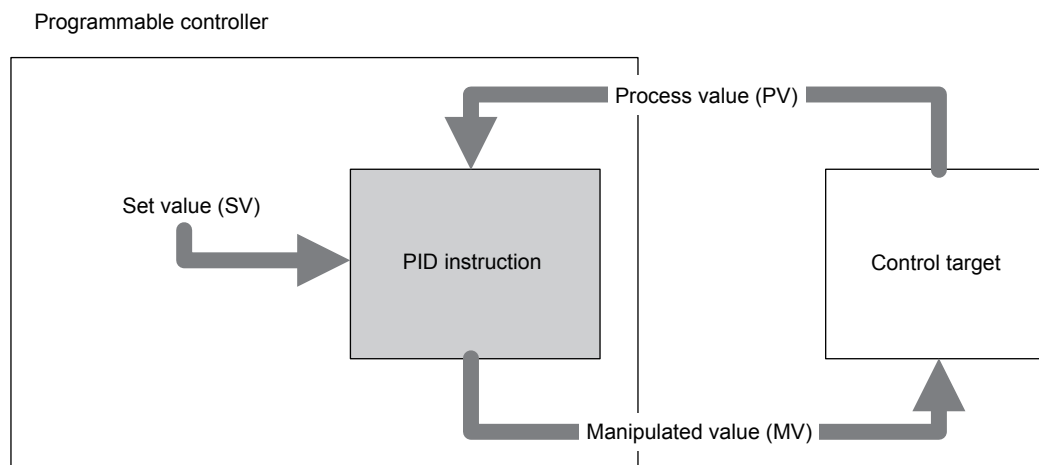 Programmable controller
Process value (PV)
Set value (SV)
PID instruction
Control target
Manipulated value (MV)